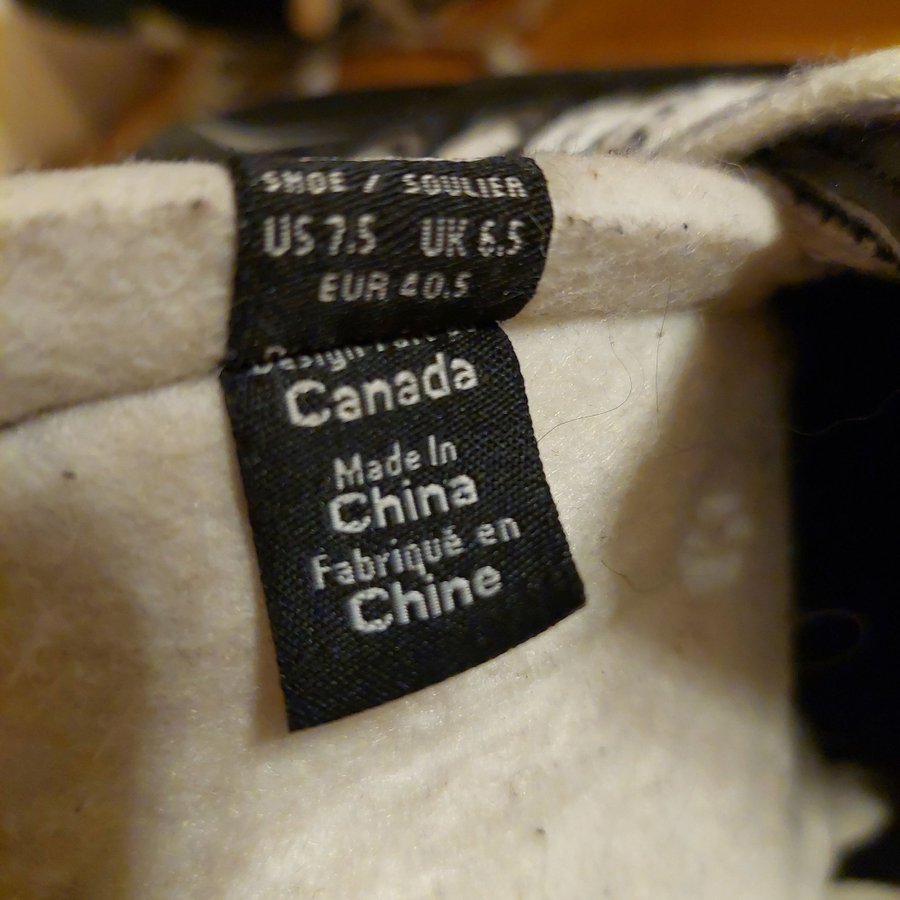 SHOE / SOULIER
US 7.5 UK 6.5
EUR 40.5
Canada
Made In
China
Fabriqué en
Chine